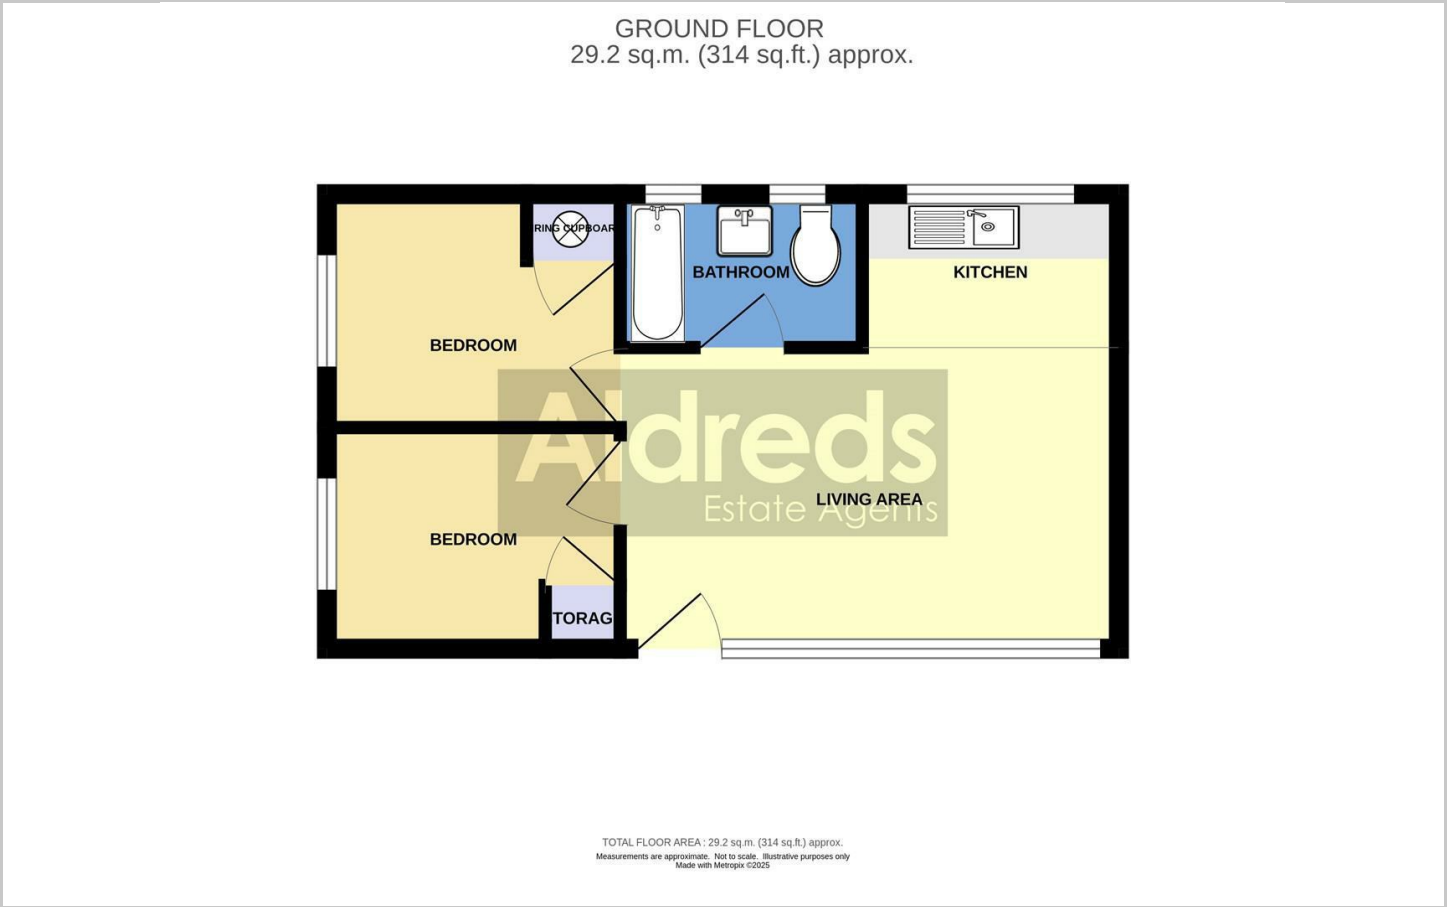 GROUND FLOOR
29.2 sq.m. (314 sq.ft.) approx.
RING CUPBOAR
BATHROOM
KITCHEN
BEDROOM
Aldreds
Estate Agents
LIVING AREA
BEDROOM
TORAG
TOTAL FLOOR AREA : 29.2 sq.m. (314 sq.ft.) approx.
Measurements are approximate. Not to scale. Illustrative purposes only
Made with Metropix ©2025